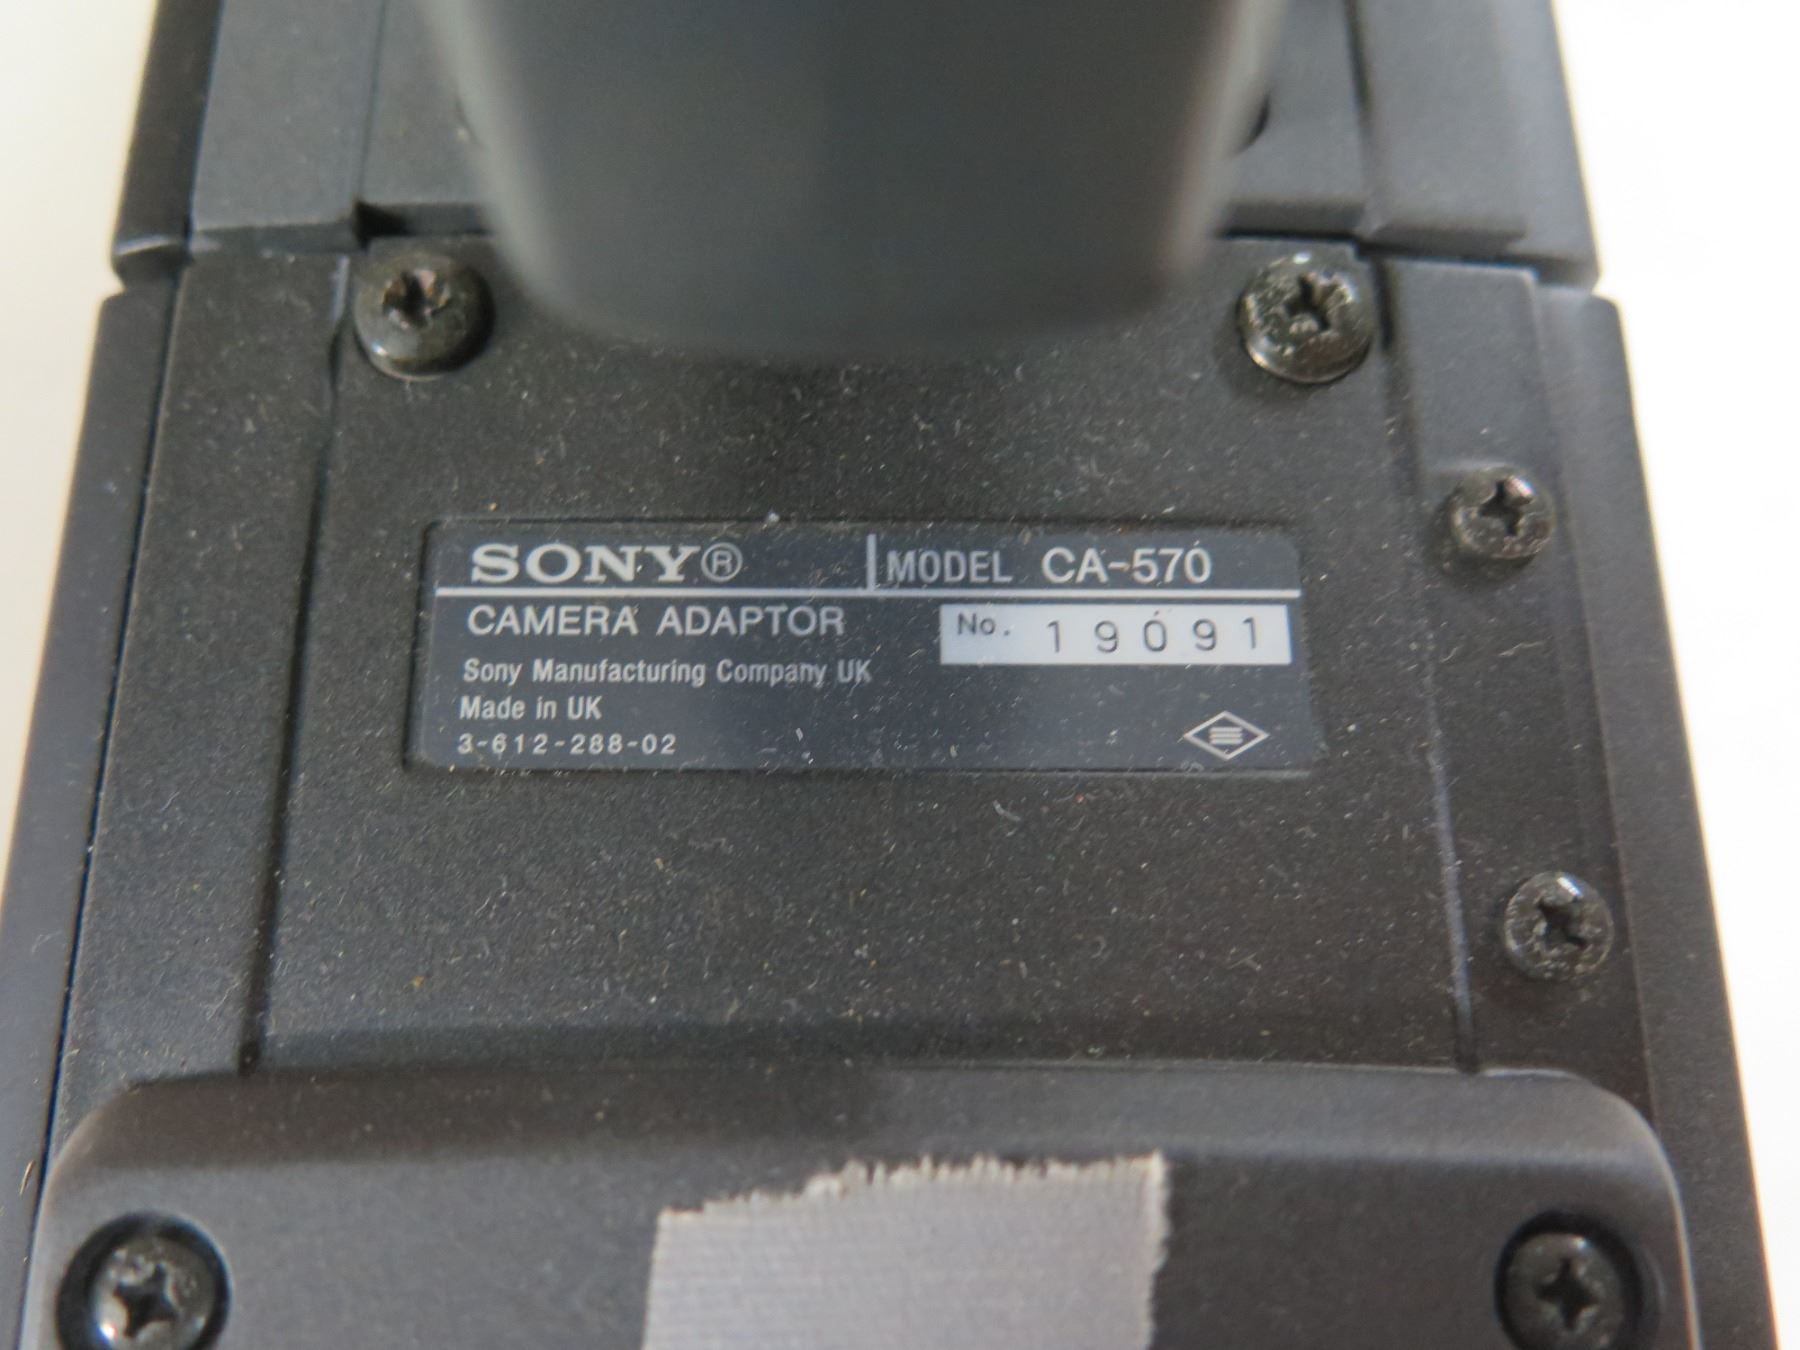 SONY® MODEL CA-570
CAMERA ADAPTOR No. 19091
Sony Manufacturing Company UK
Made in UK
3-612-288-02